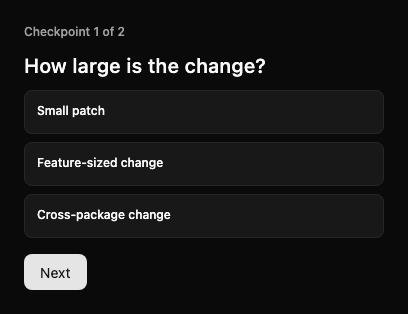 Checkpoint 1 of 2
How large is the change?
Small patch
Feature-sized change
Cross-package change
Next